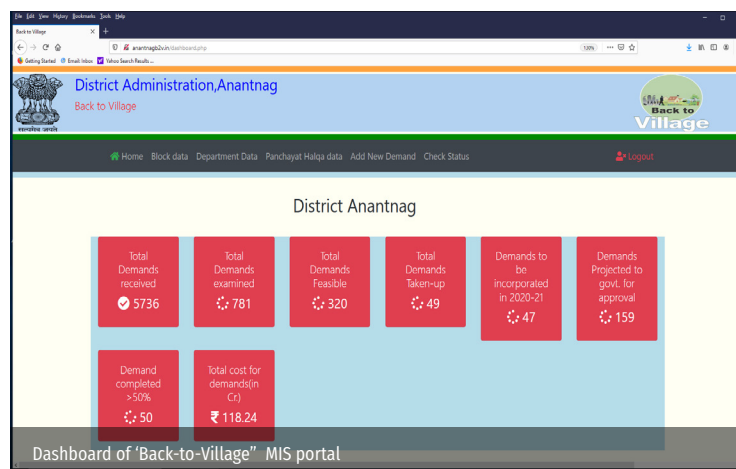 File Edit View History Bookmarks Tools Help
Back to Village
anantnagb2v.in/dashboard.php
120%
Getting Started Email: Inbox Yahoo Search Results ...
District Administration,Anantnag
Back to Village
सत्यमेव जयते
Back to
Village
Home Block data Department Data Panchayat Halqa data Add New Demand Check Status Logout
District Anantnag
Total
Demands
received
5736
Total
Demands
examined
781
Total
Demands
Feasible
320
Total
Demands
Taken-up
49
Demands to
be
incorporated
in 2020-21
47
Demands
Projected to
govt. for
approval
159
Demand
completed
>50%
50
Total cost for
demands(in
Cr.)
₹ 118.24
Dashboard of ‘Back-to-Village” MIS portal